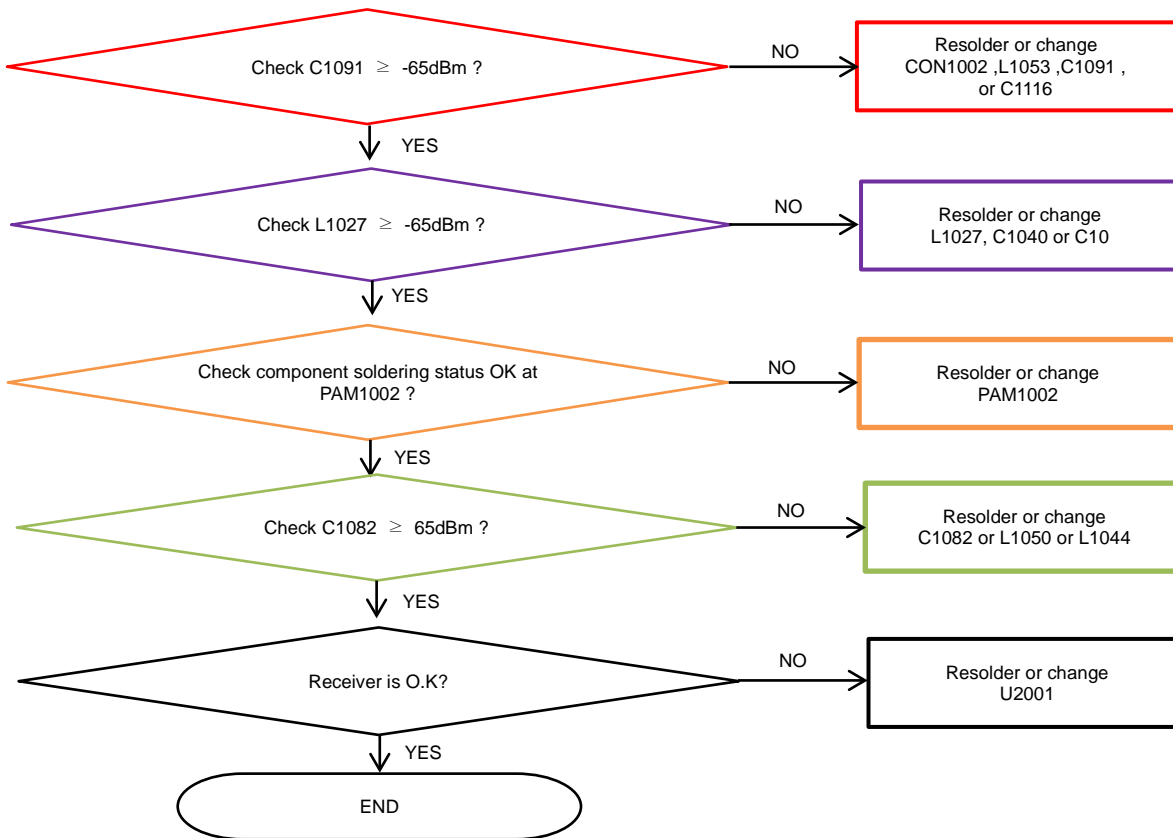 Check C1091 ≥ -65dBm ?
NO
Resolder or change
CON1002 ,L1053 ,C1091 ,
or C1116
YES
Check L1027 ≥ -65dBm ?
NO
Resolder or change
L1027, C1040 or C10
YES
Check component soldering status OK at
PAM1002 ?
NO
Resolder or change
PAM1002
YES
Check C1082 ≥ 65dBm ?
NO
Resolder or change
C1082 or L1050 or L1044
YES
Receiver is O.K?
NO
Resolder or change
U2001
YES
END